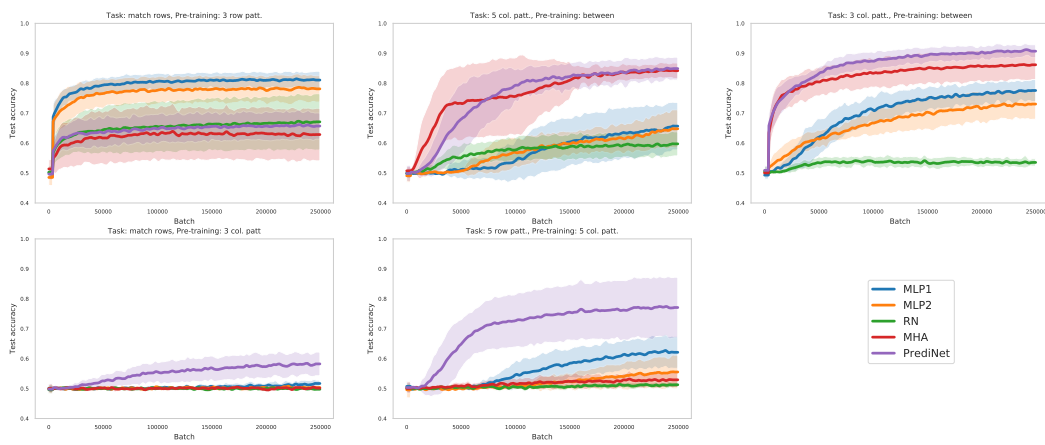 Task: match rows, Pre-training: 3 row patt.
1.0
0.9
0.8
0.7
0.6
0.5
0.4
Test accuracy
0 50000 100000 150000 200000 250000
Batch
Task: 5 col. patt., Pre-training: between
1.0
0.9
0.8
0.7
0.6
0.5
0.4
Test accuracy
0 50000 100000 150000 200000 250000
Batch
Task: 3 col. patt., Pre-training: between
1.0
0.9
0.8
0.7
0.6
0.5
0.4
Test accuracy
0 50000 100000 150000 200000 250000
Batch
Task: match rows, Pre-training: 3 col. patt
1.0
0.9
0.8
0.7
0.6
0.5
0.4
Test accuracy
0 50000 100000 150000 200000 250000
Batch
Task: 5 row patt., Pre-training: 5 col. patt.
1.0
0.9
0.8
0.7
0.6
0.5
0.4
Test accuracy
0 50000 100000 150000 200000 250000
Batch
MLP1
MLP2
RN
MHA
PrediNet